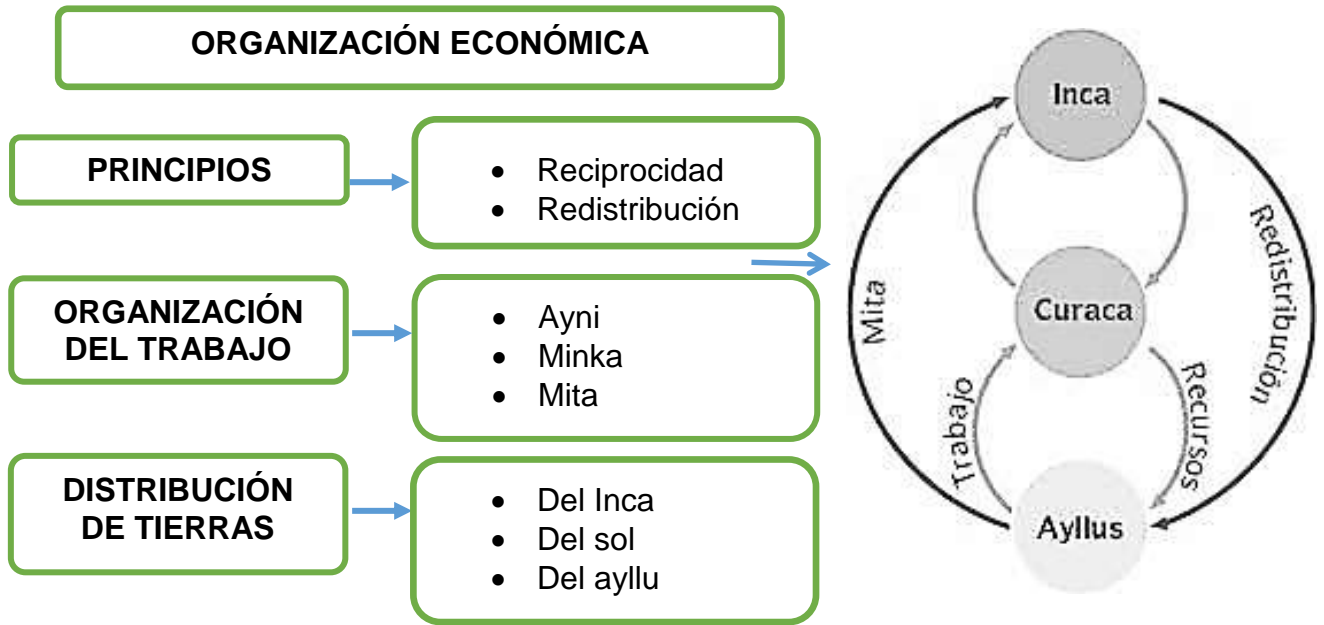 ORGANIZACIÓN ECONÓMICA
PRINCIPIOS
• Reciprocidad
• Redistribución
ORGANIZACIÓN
DEL TRABAJO
• Ayni
• Minka
• Mita
DISTRIBUCIÓN
DE TIERRAS
• Del Inca
• Del sol
• Del ayllu
Inca
Mita
Redistribución
Curaca
Trabajo
Recursos
Ayllus